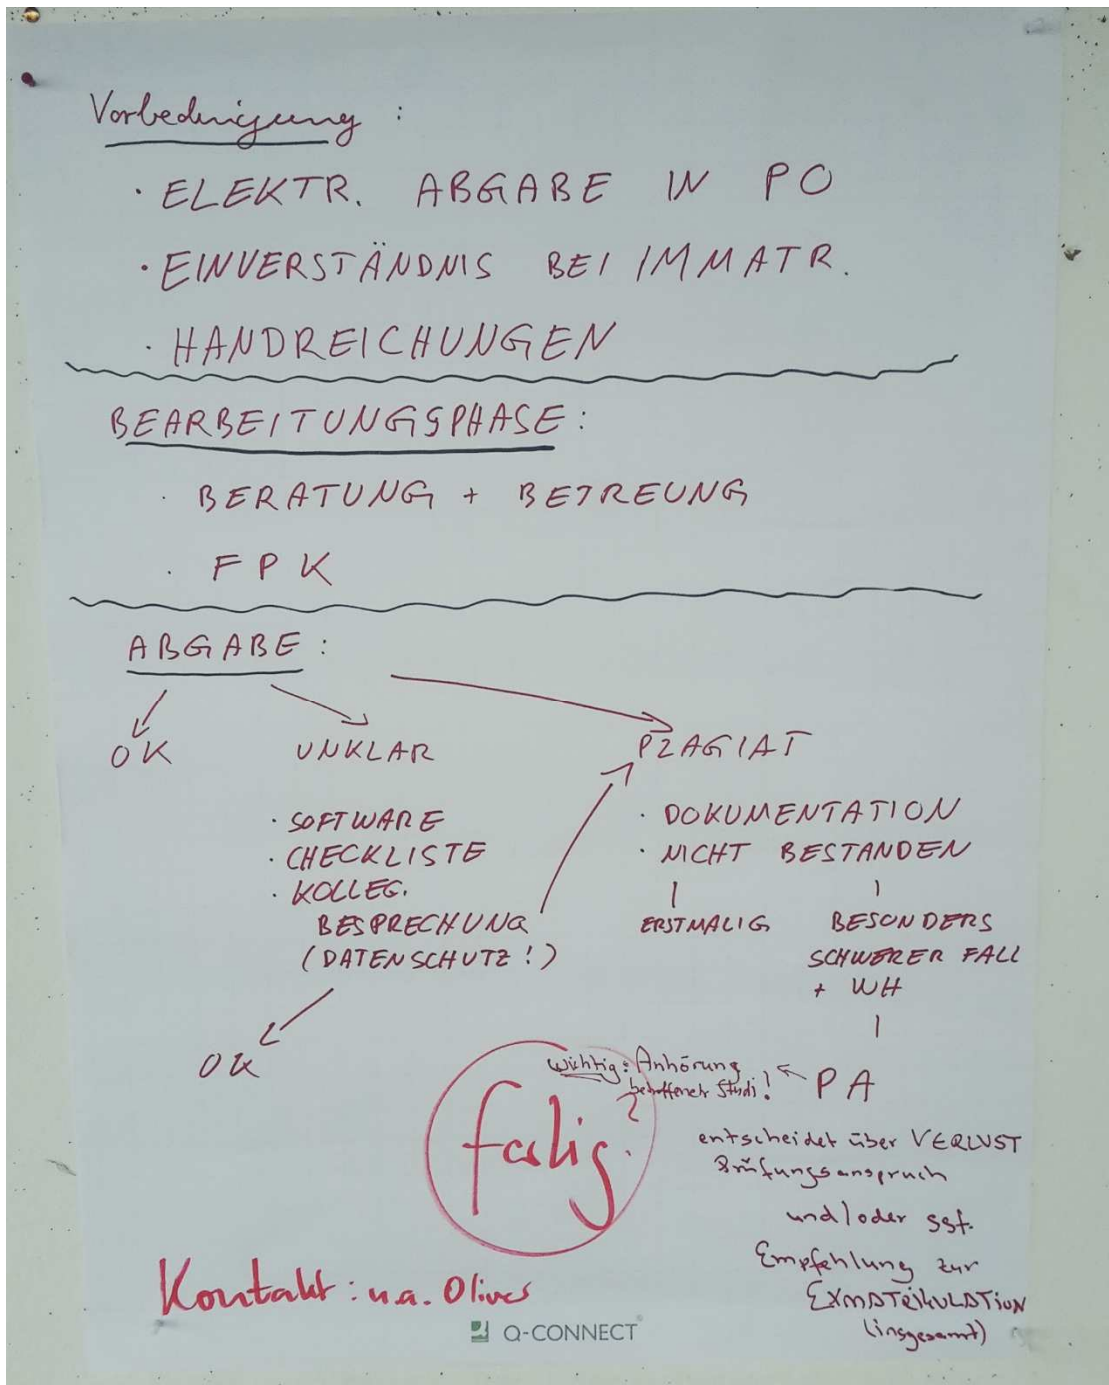 Vorbedingung :
· ELEKTR. ABGABE IN PO
· EINVERSTÄNDNIS BEI IMMATR.
· HANDREICHUNGEN
BEARBEITUNGSPHASE :
· BERATUNG + BETREUNG
· FPK
ABGABE :
OK
UNKLAR
PLAGIAT
· SOFTWARE
· CHECKLISTE
· KOLLEG.
BESPRECHUNG
(DATENSCHUTZ!)
OK
· DOKUMENTATION
· NICHT BESTANDEN
ERSTMALIG
BESONDERS
SCHWERER FALL
+ WH
PA
wichtig: Anhörung
betroffener Studi!
entscheidet über VERLUST
Prüfungsanspruch
und/oder ggf.
Empfehlung zur
EXMATRIKULATION
(insgesamt)
Kontakt: u.a. Oliver
Q-CONNECT